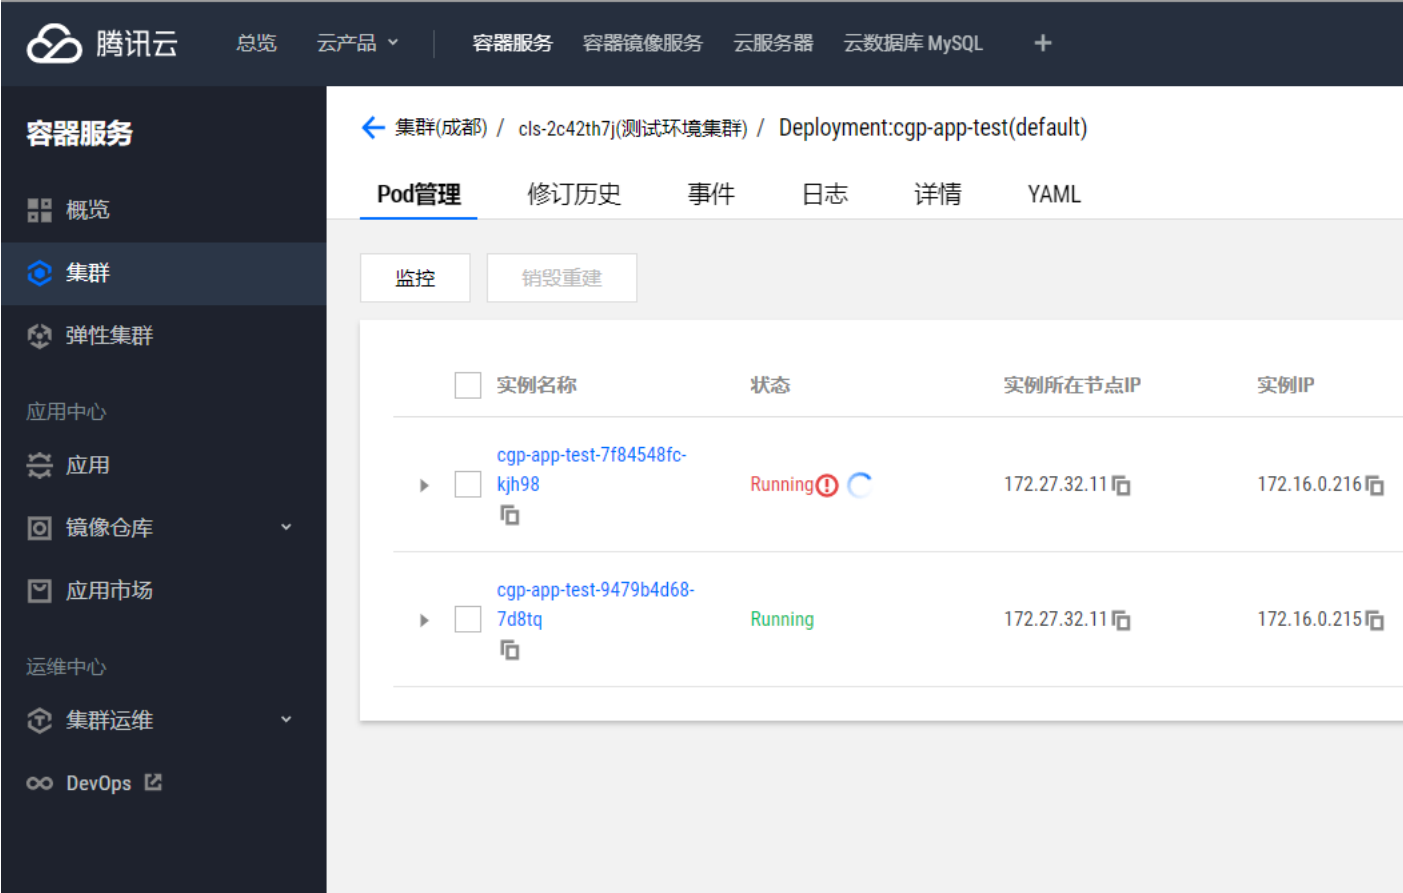 腾讯云 总览 云产品 容器服务 容器镜像服务 云服务器 云数据库 MySQL +
容器服务
概览
集群
弹性集群
应用中心
应用
镜像仓库
应用市场
运维中心
集群运维
DevOps
集群(成都) / cls-2c42th7j(测试环境集群) / Deployment:cgp-app-test(default)
Pod管理 修订历史 事件 日志 详情 YAML
监控 销毁重建
实例名称 状态 实例所在节点IP 实例IP
cgp-app-test-7f84548fc-
kjh98 Running 172.27.32.11 172.16.0.216
cgp-app-test-9479b4d68-
7d8tq Running 172.27.32.11 172.16.0.215